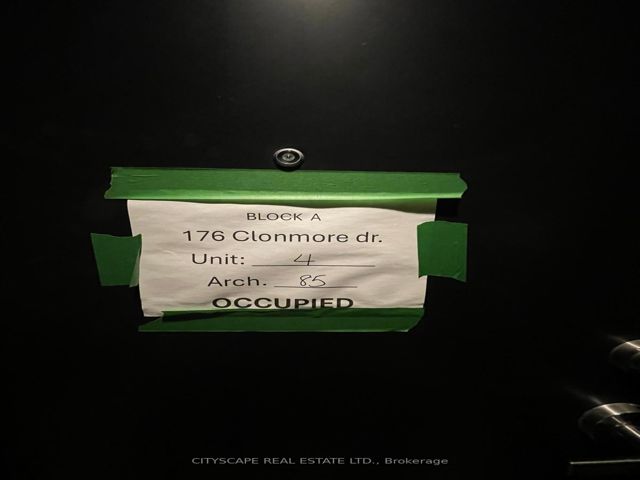 BLOCK A
176 Clonmore dr.
Unit: 4
Arch. 85
OCCUPIED
CITYSCAPE REAL ESTATE LTD., Brokerage